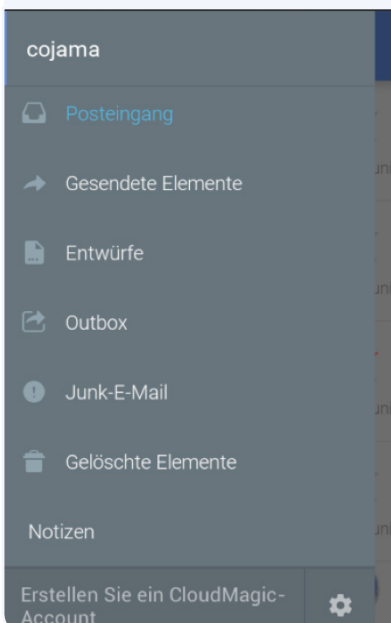 cojama
Posteingang
Gesendete Elemente
Entwürfe
Outbox
Junk-E-Mail
Gelöschte Elemente
Notizen
Erstellen Sie ein CloudMagic-
Account